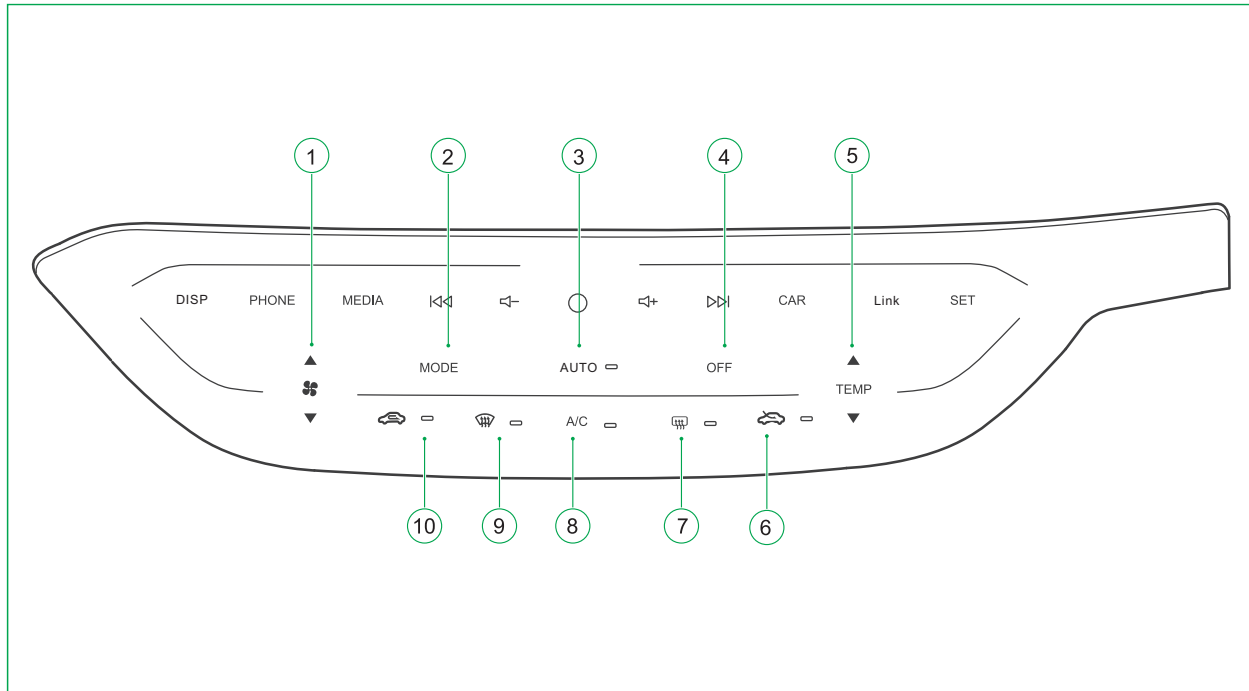 1 2 3 4 5
DISP PHONE MEDIA CAR Link SET
MODE AUTO OFF
TEMP
A/C
10 9 8 7 6